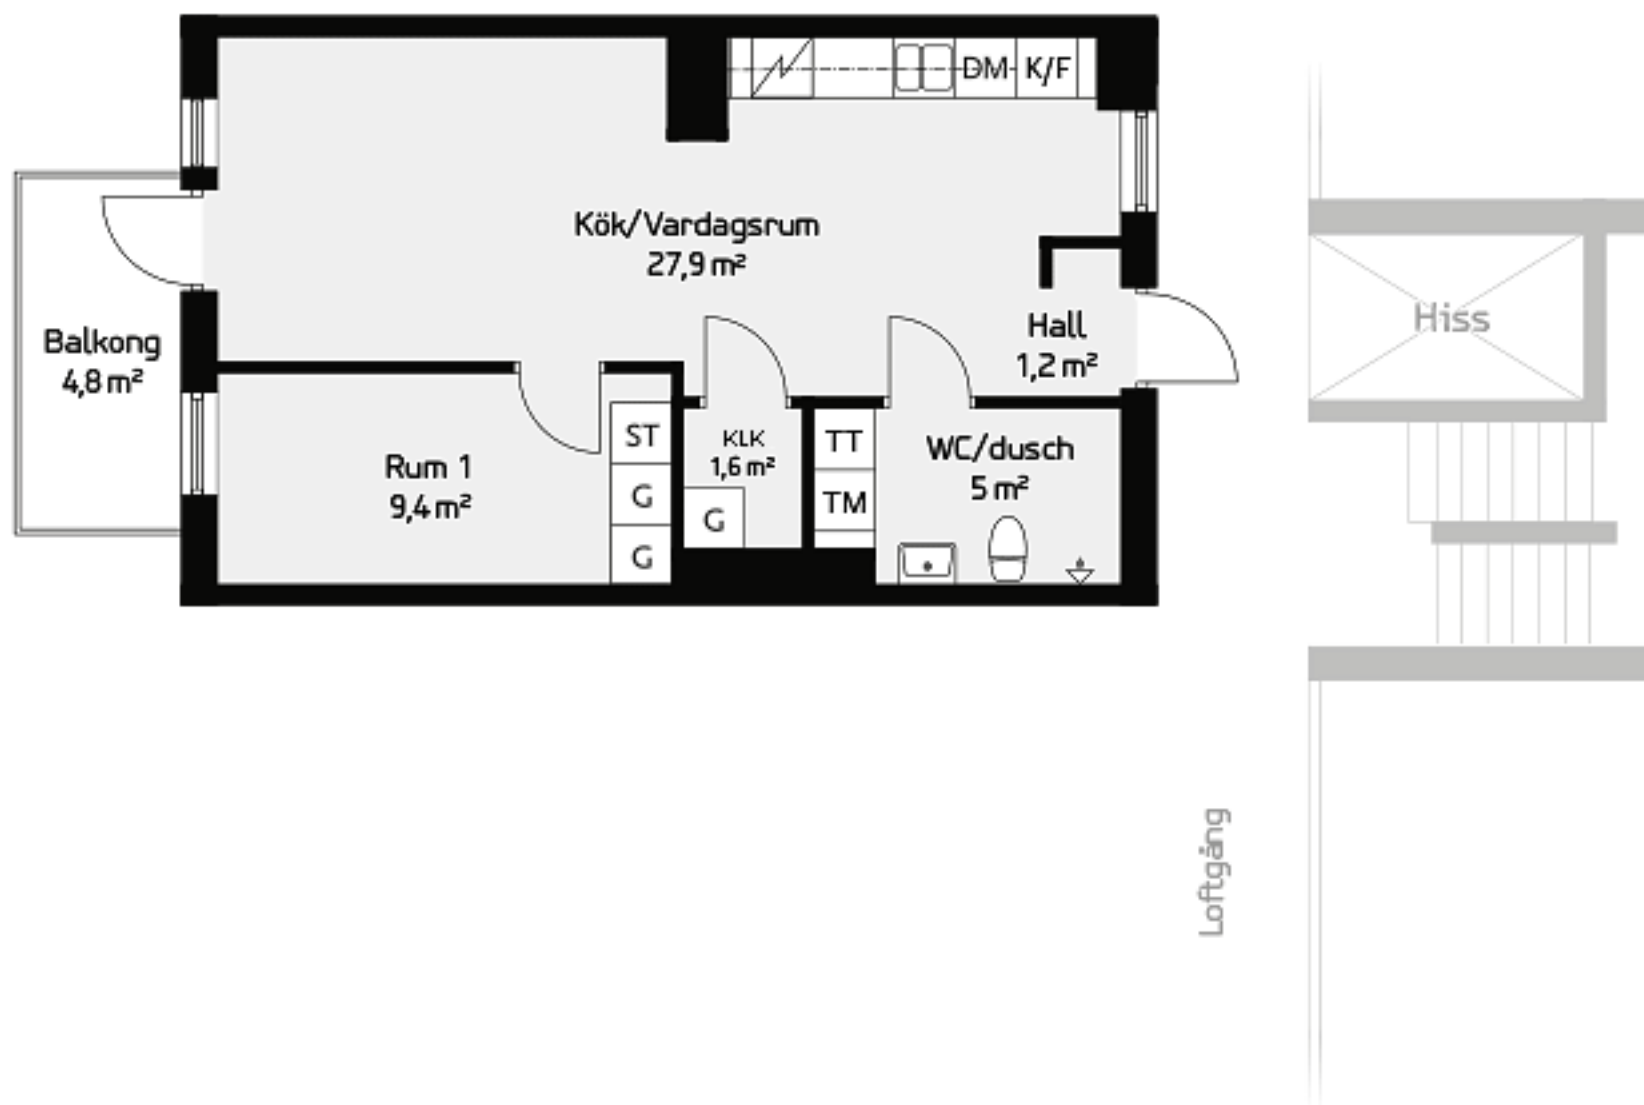 DM
K/F
Kök/Vardagsrum
27,9 m²
Balkong
4,8 m²
Hall
1,2 m²
Hiss
Rum 1
9,4 m²
ST
G
G
KLK
1,6 m²
G
TT
TM
WC/dusch
5 m²
Loftgång